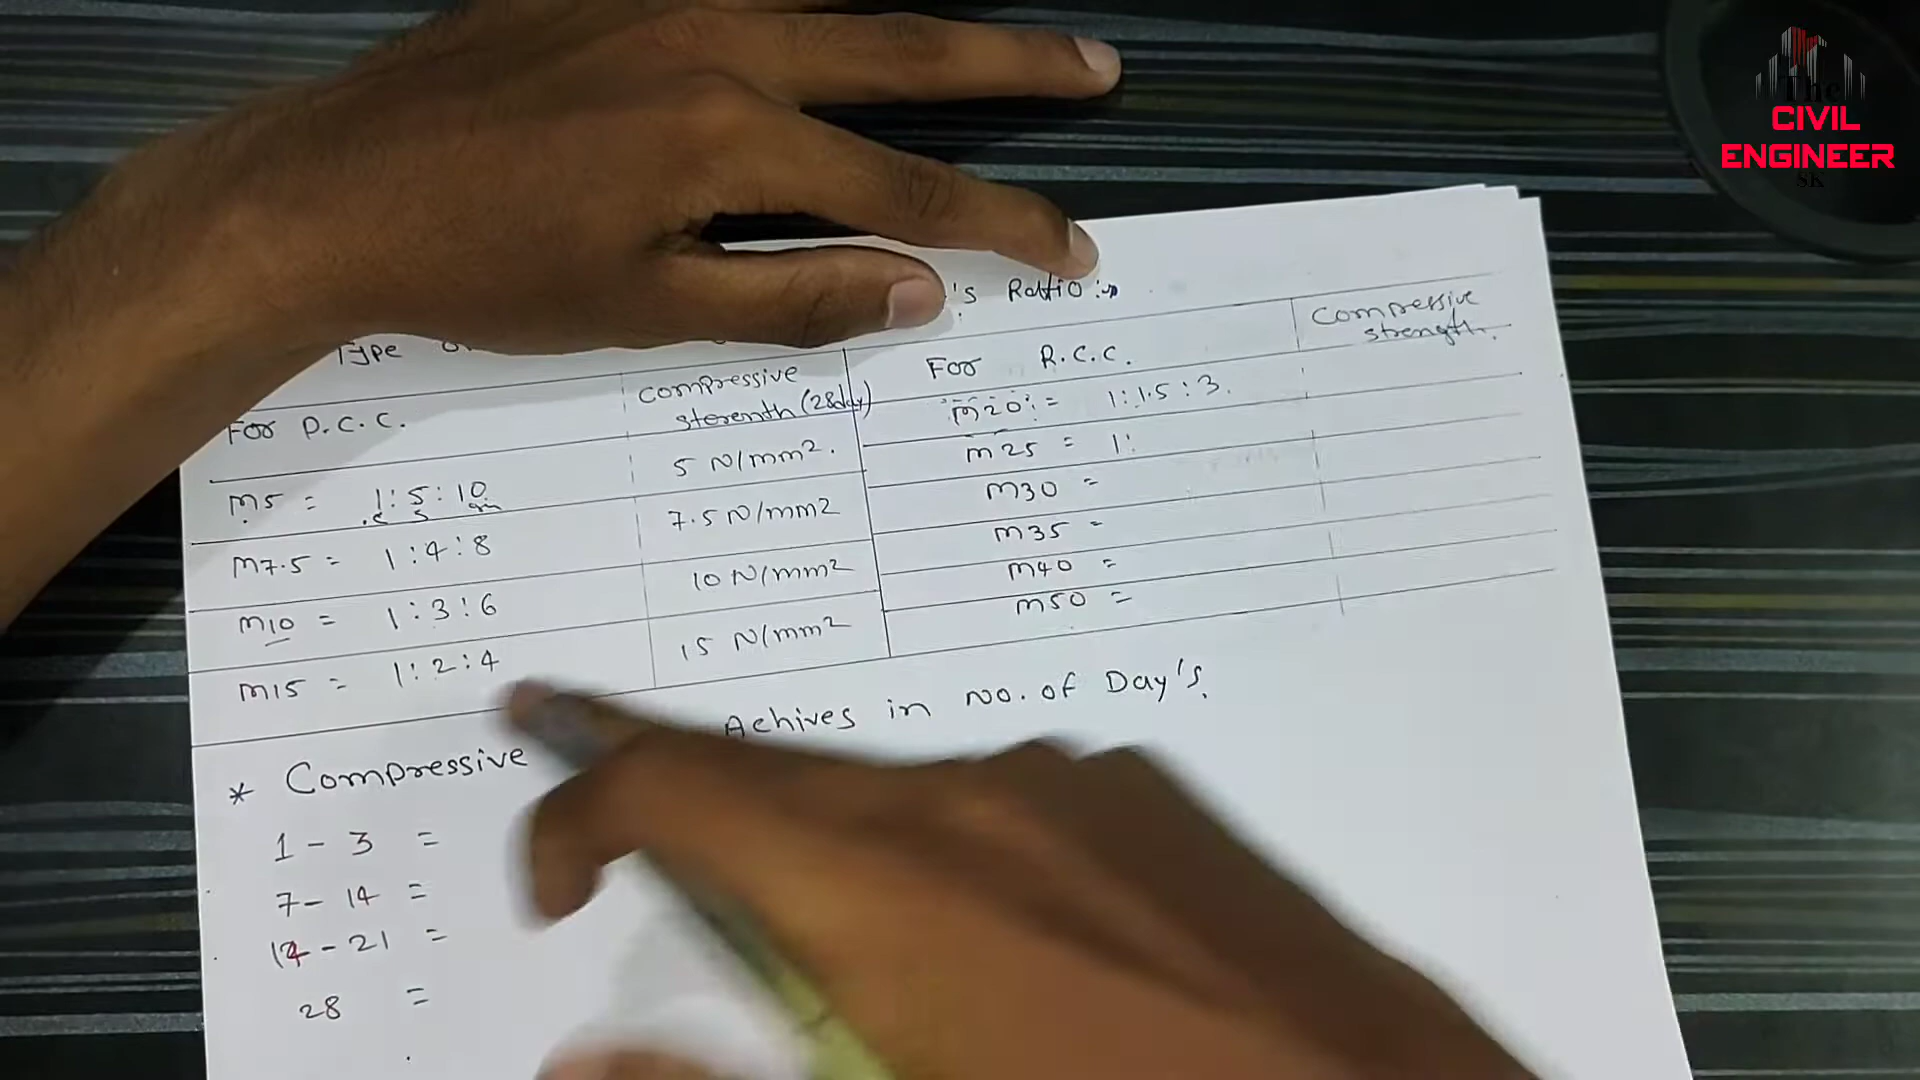 The
CIVIL
ENGINEER
SK
's Ratio :→
Type
For P.C.C.
Compressive
sterenth (28day)
For R.C.C.
Compressive
strength.
M5 = 1:5:10
c s
5 N/mm2.
M20 = 1:1.5:3.
M7.5 = 1:4:8
7.5 N/mm2
M25 = 1:
M10 = 1:3:6
10 N/mm2
M30 =
M35 =
M15 = 1:2:4
15 N/mm2
M40 =
M50 =
* Compressive Achives in No. of Day's.
1 - 3 =
7 - 14 =
14 - 21 =
28 =